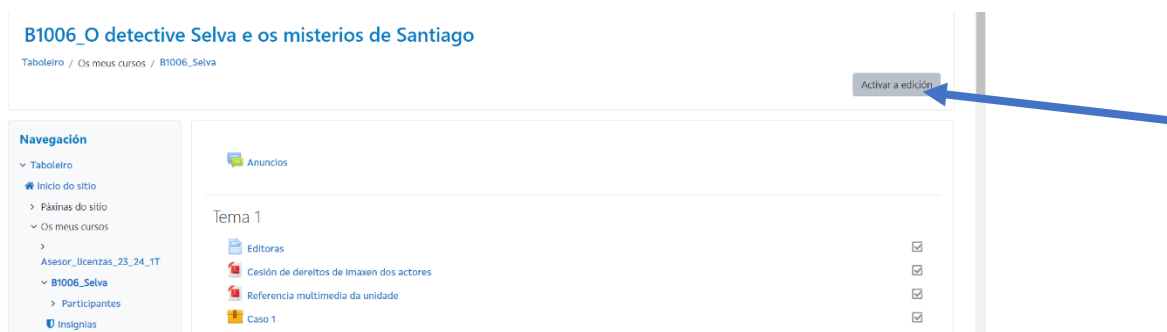 B1006_O detective Selva e os misterios de Santiago
Taboleiro / Os meus cursos / B1006_Selva
Activar a edición
Navegación
Taboleiro
Inicio do sitio
Páxinas do sitio
Os meus cursos
Asesor_licenzas_23_24_1T
B1006_Selva
Participantes
Insignias
Anuncios
Tema 1
Editoras
Cesión de dereitos de imaxen dos actores
Referencia multimedia da unidade
Caso 1